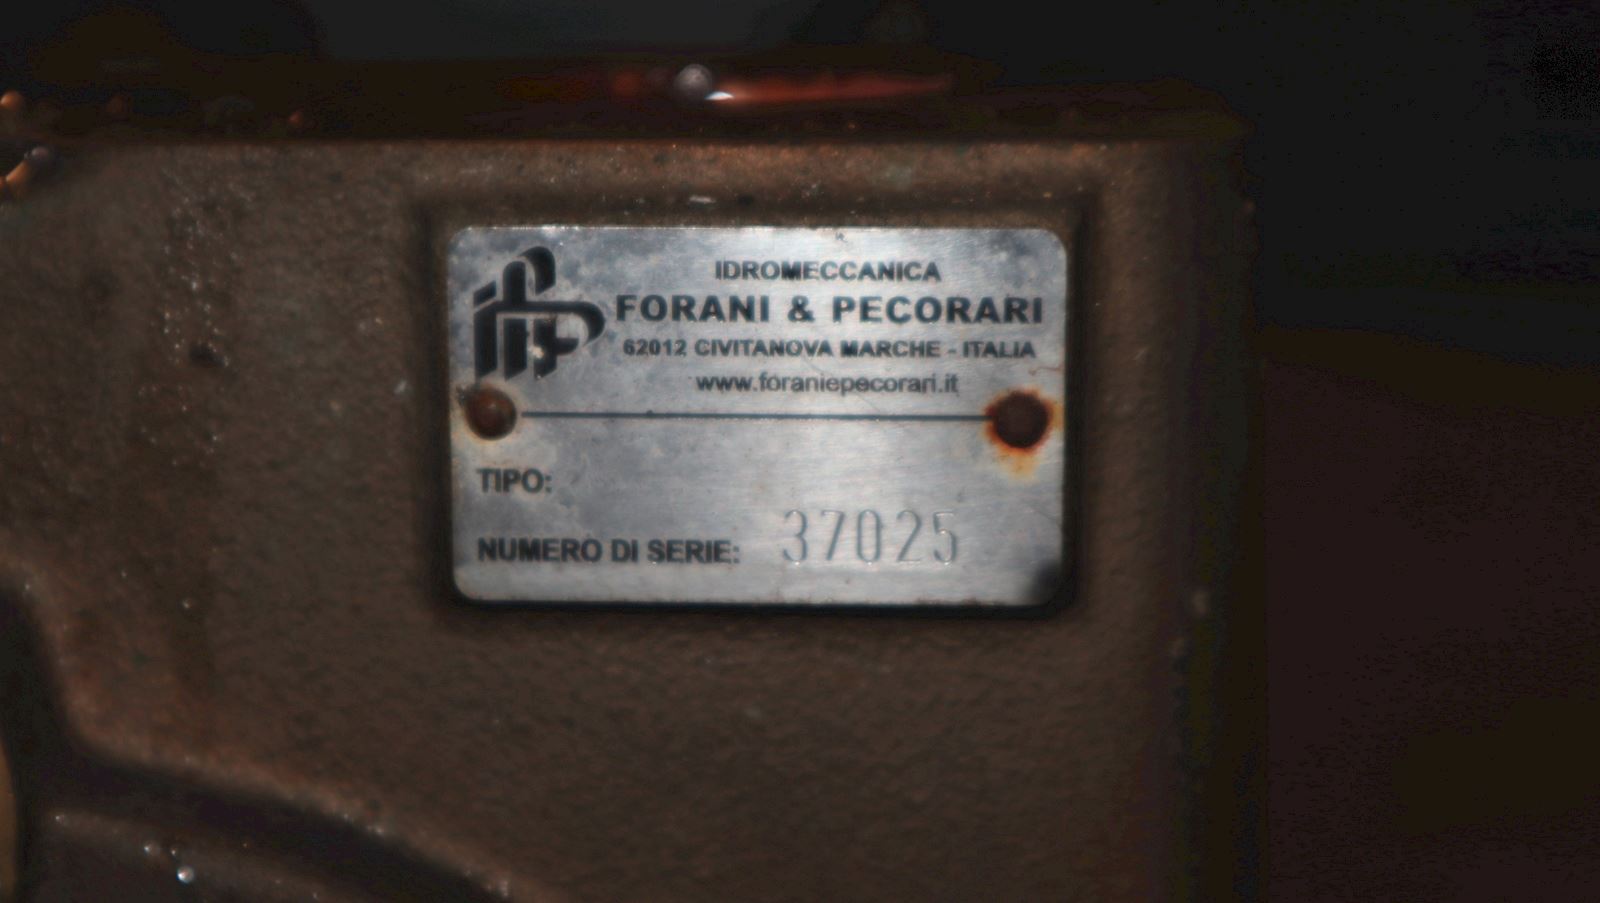 IDROMECCANICA
FORANI & PECORARI
62012 CIVITANOVA MARCHE - ITALIA
www.foraniepecorari.it
TIPO:
NUMERO DI SERIE: 37025